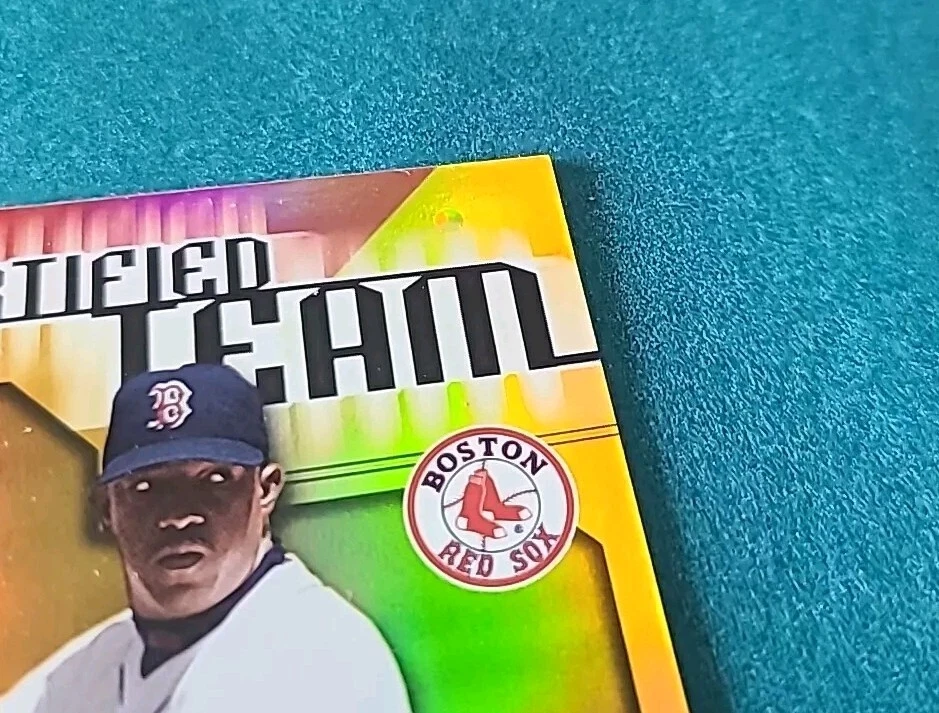 RTIFIED
TEAM
B
BOSTON
RED SOX
®